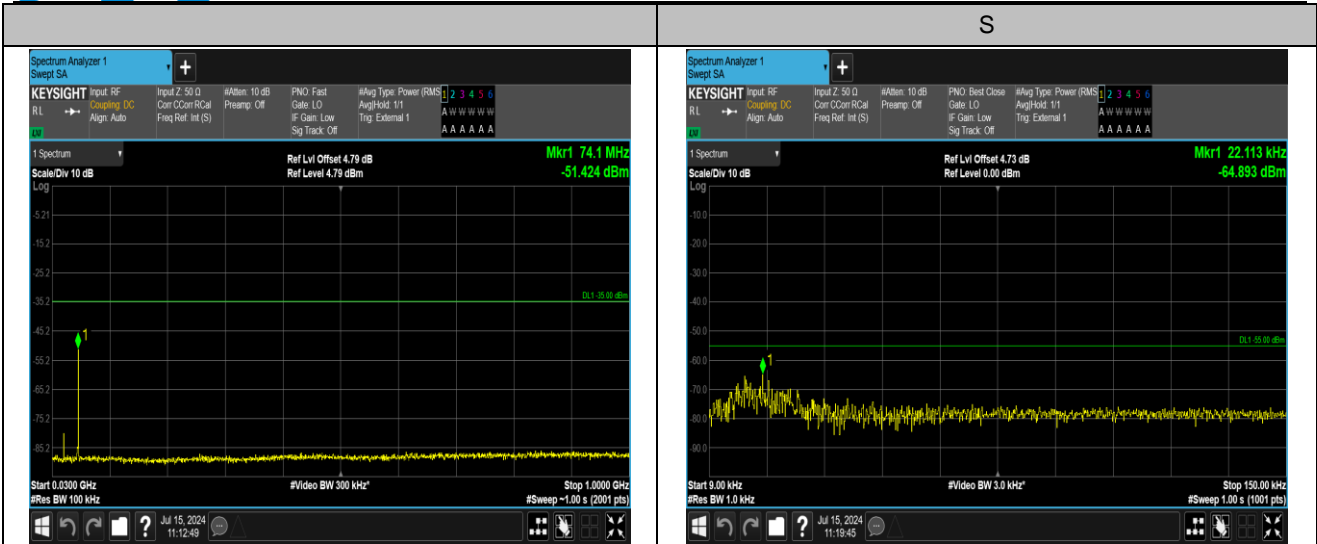 S
Spectrum Analyzer 1
Swept SA
+
KEYSIGHT
RL
LXI
Input: RF
Coupling: DC
Align: Auto
Input Z: 50 Ω
Corr CCorr RCal
Freq Ref: Int (S)
#Atten: 10 dB
Preamp: Off
PNO: Fast
Gate: LO
IF Gain: Low
Sig Track: Off
#Avg Type: Power (RMS
Avg|Hold: 1/1
Trig: External 1
1 2 3 4 5 6
A W W W W W
A A A A A A
1 Spectrum
Scale/Div 10 dB
Log
Ref Lvl Offset 4.79 dB
Ref Level 4.79 dBm
Mkr1 74.1 MHz
-51.424 dBm
-5.21
-15.2
-25.2
DL1 -35.00 dBm
-35.2
-45.2
1
-55.2
-65.2
-75.2
-85.2
Start 0.0300 GHz
#Res BW 100 kHz
#Video BW 300 kHz*
Stop 1.0000 GHz
#Sweep ~1.00 s (2001 pts)
?
Jul 15, 2024
11:12:49
Spectrum Analyzer 1
Swept SA
+
KEYSIGHT
RL
LXI
Input: RF
Coupling: DC
Align: Auto
Input Z: 50 Ω
Corr CCorr RCal
Freq Ref: Int (S)
#Atten: 10 dB
Preamp: Off
PNO: Best Close
Gate: LO
IF Gain: Low
Sig Track: Off
#Avg Type: Power (RMS
Avg|Hold: 1/1
Trig: External 1
1 2 3 4 5 6
A W W W W W
A A A A A A
1 Spectrum
Scale/Div 10 dB
Log
Ref Lvl Offset 4.73 dB
Ref Level 0.00 dBm
Mkr1 22.113 kHz
-64.893 dBm
-10.0
-20.0
-30.0
-40.0
-50.0
DL1 -55.00 dBm
-60.0
1
-70.0
-80.0
-90.0
Start 9.00 kHz
#Res BW 1.0 kHz
#Video BW 3.0 kHz*
Stop 150.00 kHz
#Sweep 1.00 s (1001 pts)
?
Jul 15, 2024
11:19:45